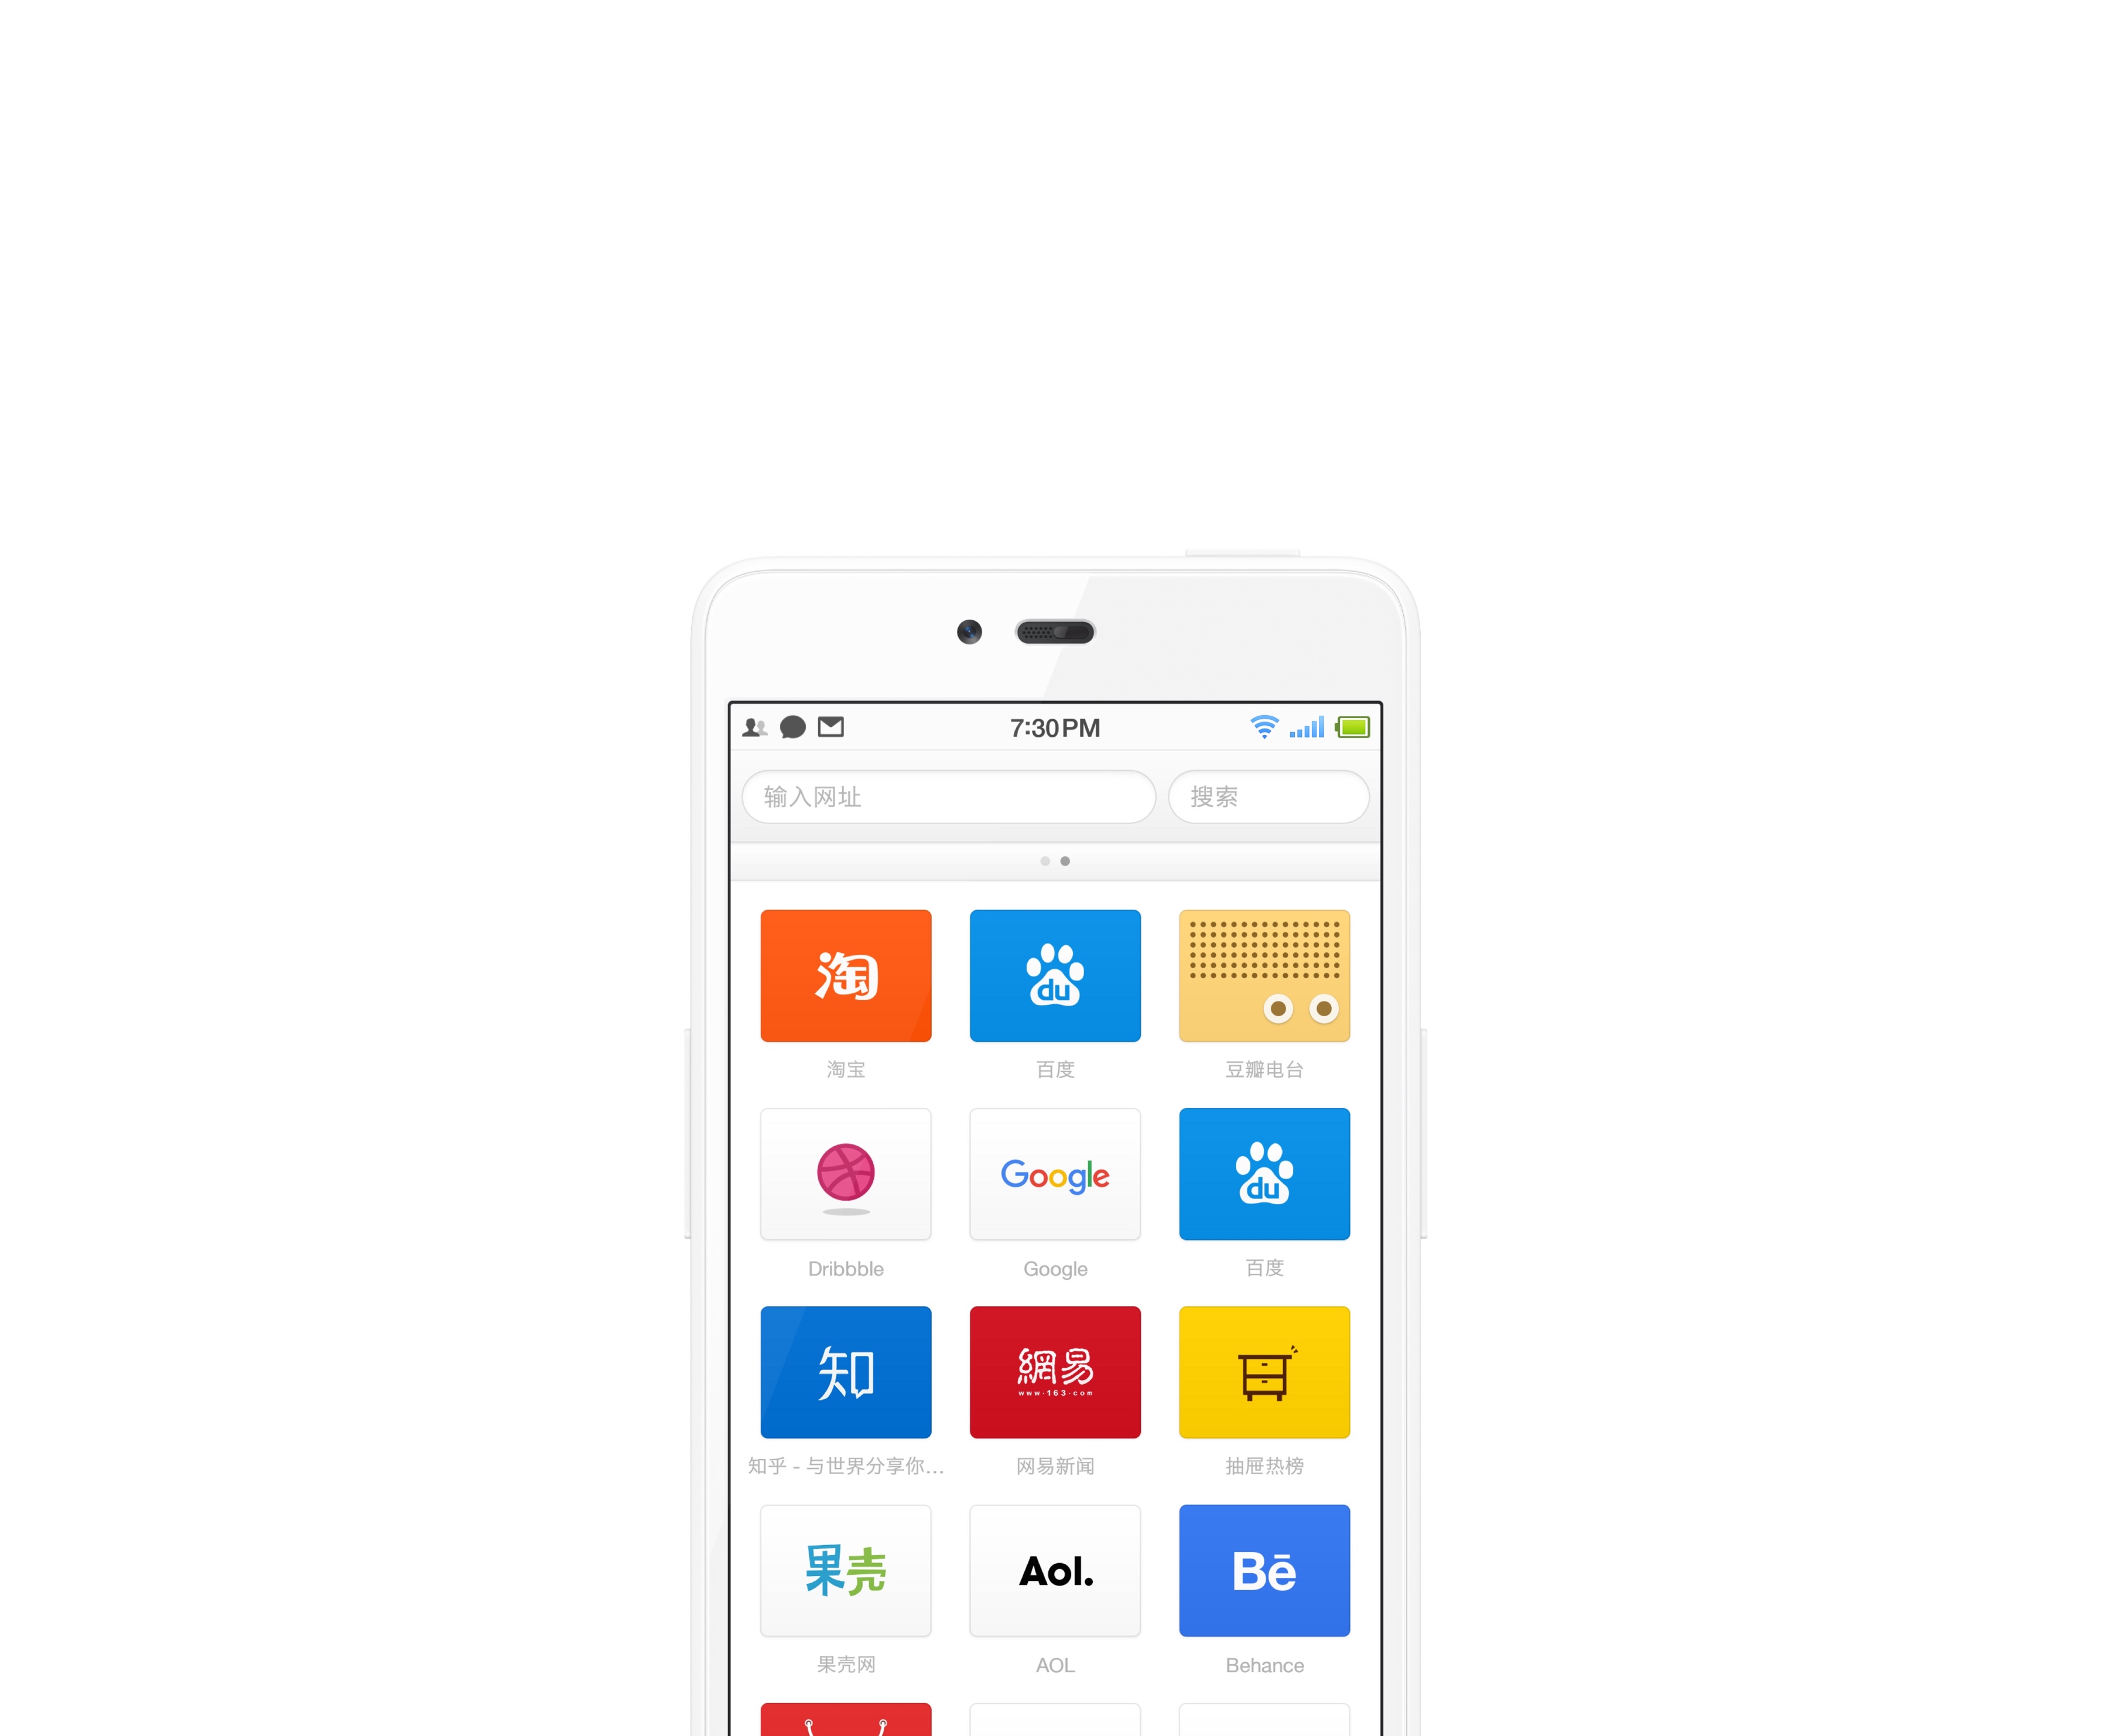 7:30 PM
输入网址
搜索
淘
du
淘宝
百度
豆瓣电台
Google
du
Dribbble
Google
百度
知
網易
www·163·com
知乎 - 与世界分享你...
网易新闻
抽屉热榜
果壳
Aol.
Bē
果壳网
AOL
Behance